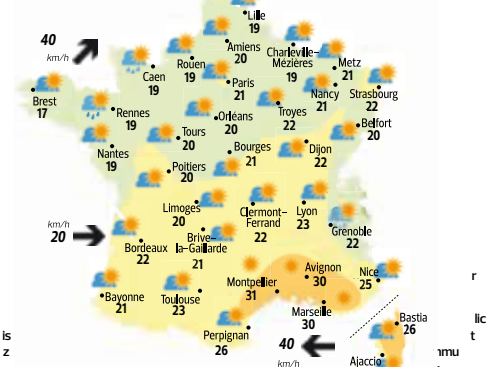 Lille
19
40
km/h
Amiens
20
Charleville–
Mézières
19
Rouen
19
Metz
21
Caen
19
Paris
21
Nancy
21
Strasbourg
22
Brest
17
Rennes
19
Orléans
20
Troyes
22
Belfort
20
Tours
20
Nantes
19
Bourges
21
Dijon
22
Poitiers
20
Limoges
20
Clermont–
Ferrand
22
Lyon
23
km/h
20
Grenoble
22
Brive–
la-Gaillarde
21
Bordeaux
22
Avignon
30
Nice
25
Montpellier
31
r
Bayonne
21
Toulouse
23
Marseille
30
Bastia
26
lic
is
t
Perpignan
26
40
km/h
z
Ajaccio